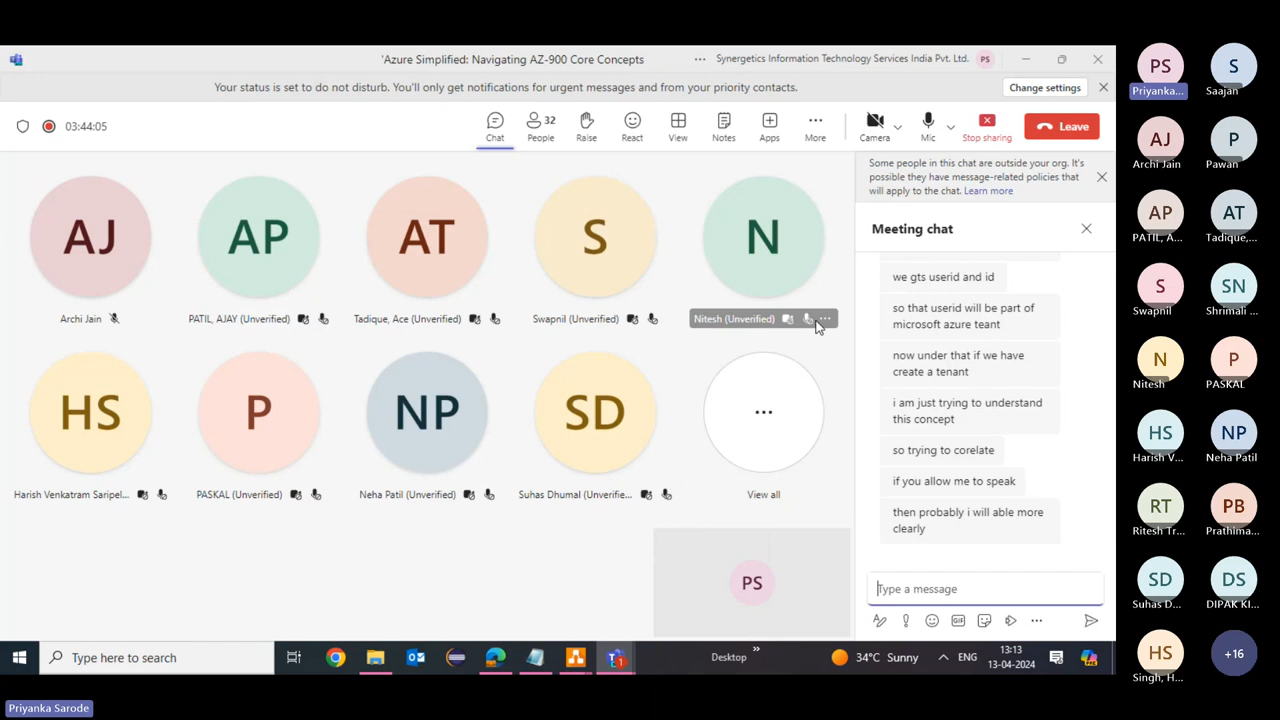 'Azure Simplified: Navigating AZ-900 Core Concepts
Synergetics Information Technology Services India Pvt. Ltd.
PS
Your status is set to do not disturb. You'll only get notifications for urgent messages and from your priority contacts.
Change settings
03:44:05
Chat
32
People
Raise
React
View
Notes
Apps
More
Camera
Mic
Stop sharing
Leave
AJ
Archi Jain
AP
PATIL, AJAY (Unverified)
AT
Tadique, Ace (Unverified)
S
Swapnil (Unverified)
N
Nitesh (Unverified)
HS
Harish Venkatram Saripel...
P
PASKAL (Unverified)
NP
Neha Patil (Unverified)
SD
Suhas Dhumal (Unverifie...
View all
PS
Some people in this chat are outside your org. It's
possible they have message-related policies that
will apply to the chat. Learn more
Meeting chat
we gts userid and id
so that userid will be part of
microsoft azure teant
now under that if we have
create a tenant
i am just trying to understand
this concept
so trying to corelate
if you allow me to speak
then probably i will able more
clearly
Type a message
GIF
Type here to search
1
Desktop
34°C Sunny
ENG
13:13
13-04-2024
PS
Priyanka...
S
Saajan
AJ
Archi Jain
P
Pawan
AP
PATIL, A...
AT
Tadique,...
S
Swapnil
SN
Shrimali ...
N
Nitesh
P
PASKAL
HS
Harish V...
NP
Neha Patil
RT
Ritesh Tr...
PB
Prathima...
SD
Suhas D...
DS
DIPAK KI...
HS
Singh, H...
+16
Priyanka Sarode